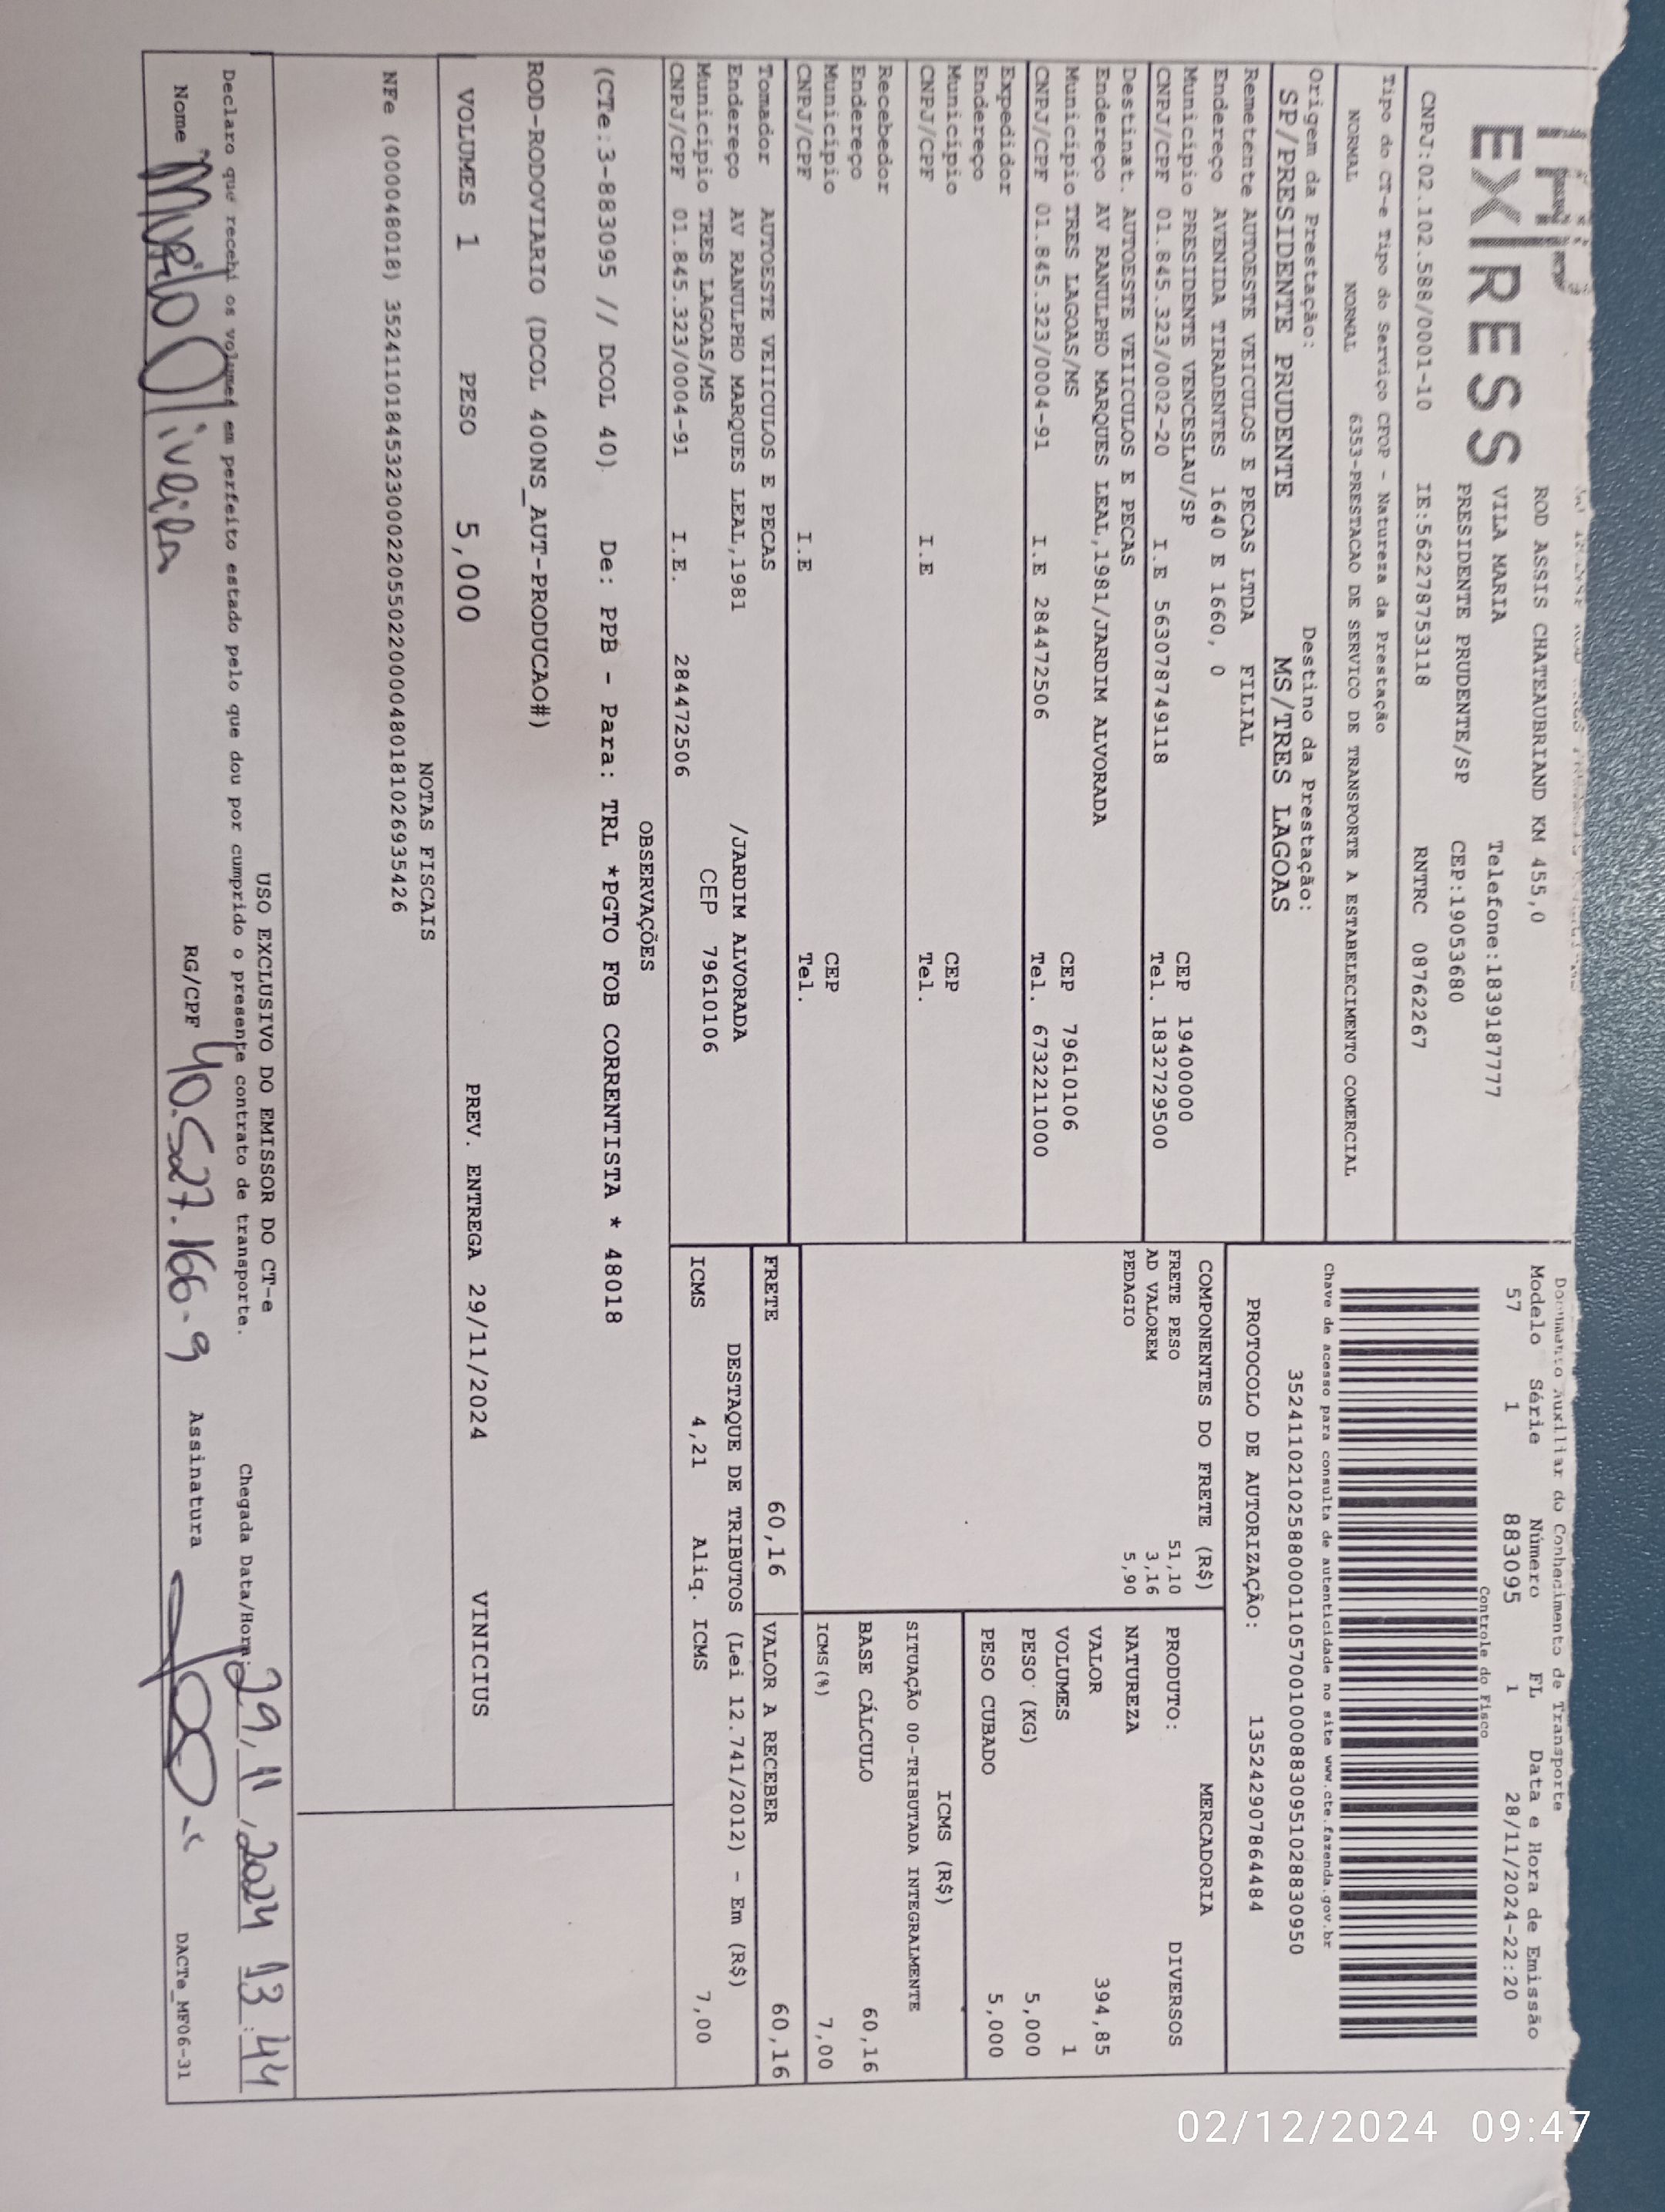 EXPRESS
ROD ASSIS CHATEAUBRIAND KM 455,0
VILA MARIA Telefone:1839187777
PRESIDENTE PRUDENTE/SP CEP:19053680
CNPJ:02.102.588/0001-10 IE:562278753118 RNTRC 08762267
Tipo do CT-e Tipo do Serviço CFOP - Natureza da Prestação
NORMAL NORMAL 6353-PRESTACAO DE SERVICO DE TRANSPORTE A ESTABELECIMENTO COMERCIAL
Origem da Prestação: Destino da Prestação:
SP/PRESIDENTE PRUDENTE MS/TRES LAGOAS
Documento Auxiliar do Conhecimento de Transporte
Modelo Série Número FL Data e Hora de Emissão
57 1 883095 1 28/11/2024-22:20
Controle do Fisco
Chave de acesso para consulta de autenticidade no site www.cte.fazenda.gov.br
35241102102588000110570010008830951028830950
PROTOCOLO DE AUTORIZAÇÃO: 135242907864484
Remetente AUTOESTE VEICULOS E PECAS LTDA FILIAL
Endereço AVENIDA TIRADENTES 1640 E 1660, 0
Município PRESIDENTE VENCESLAU/SP CEP 19400000
CNPJ/CPF 01.845.323/0002-20 I.E 563078749118 Tel. 1832729500
Destinat. AUTOESTE VEIICULOS E PECAS
Endereço AV RANULPHO MARQUES LEAL,1981/JARDIM ALVORADA
Município TRES LAGOAS/MS CEP 79610106
CNPJ/CPF 01.845.323/0004-91 I.E 284472506 Tel. 6732211000
Expedidor
Endereço
Município CEP
CNPJ/CPF I.E Tel.
Recebedor
Endereço
Município CEP
CNPJ/CPF I.E Tel.
Tomador AUTOESTE VEIICULOS E PECAS
Endereço AV RANULPHO MARQUES LEAL,1981 /JARDIM ALVORADA
Município TRES LAGOAS/MS CEP 79610106
CNPJ/CPF 01.845.323/0004-91 I.E. 284472506
COMPONENTES DO FRETE (R$)
FRETE PESO 51,10
AD VALOREM 3,16
PEDAGIO 5,90
MERCADORIA
PRODUTO: DIVERSOS
NATUREZA
VALOR 394,85
VOLUMES 1
PESO (KG) 5,000
PESO CUBADO 5,000
ICMS (R$)
SITUAÇÃO 00-TRIBUTADA INTEGRALMENTE
BASE CÁLCULO 60,16
ICMS(%) 7,00
FRETE 60,16 VALOR A RECEBER 60,16
DESTAQUE DE TRIBUTOS (Lei 12.741/2012) - Em (R$)
ICMS 4,21 Aliq. ICMS 7,00
OBSERVAÇÕES
(CTe:3-883095 // DCOL 40). De: PPB - Para: TRL *PGTO FOB CORRENTISTA * 48018
ROD-RODOVIARIO (DCOL 400NS_AUT-PRODUCAO#)
VOLUMES 1 PESO 5,000 PREV. ENTREGA 29/11/2024 VINICIUS
NOTAS FISCAIS
NFe (000048018) 35241101845323000220550220000480181026935426
USO EXCLUSIVO DO EMISSOR DO CT-e
Declaro que recebi os volumes em perfeito estado pelo que dou por cumprido o presente contrato de transporte. Chegada Data/Hora: 29/11/2024 13:44
Nome Murilo Oliveira RG/CPF 40.527.166-9 Assinatura DACTe_MF06-31
02/12/2024 09:47